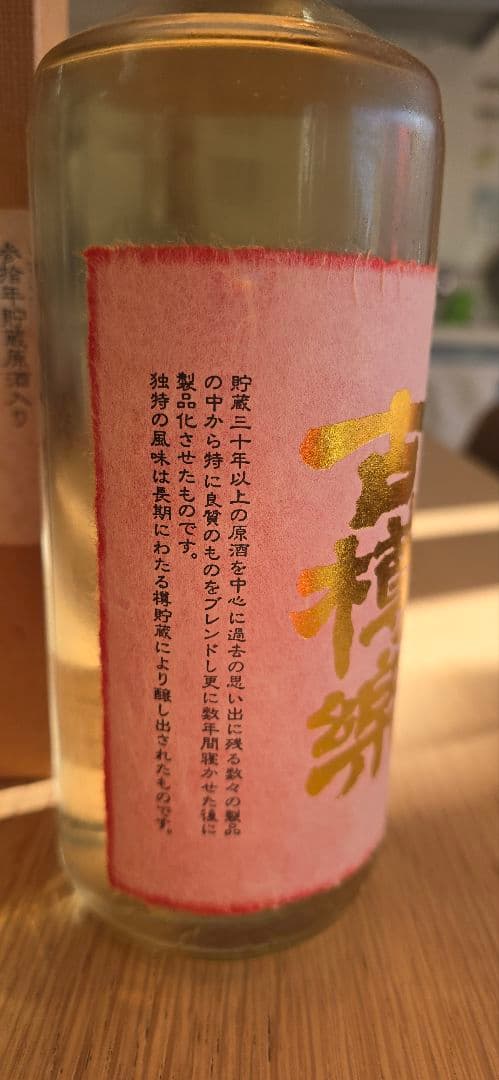 古樽
貯蔵三十年以上の原酒を中心に過去の思い出に残る数々の製品
の中から特に良質のものをブレンドし更に数年間寝かせた後に
製品化させたものです。
独特の風味は長期にわたる樽貯蔵により醸し出されたものです。
参拾年貯蔵原酒入り